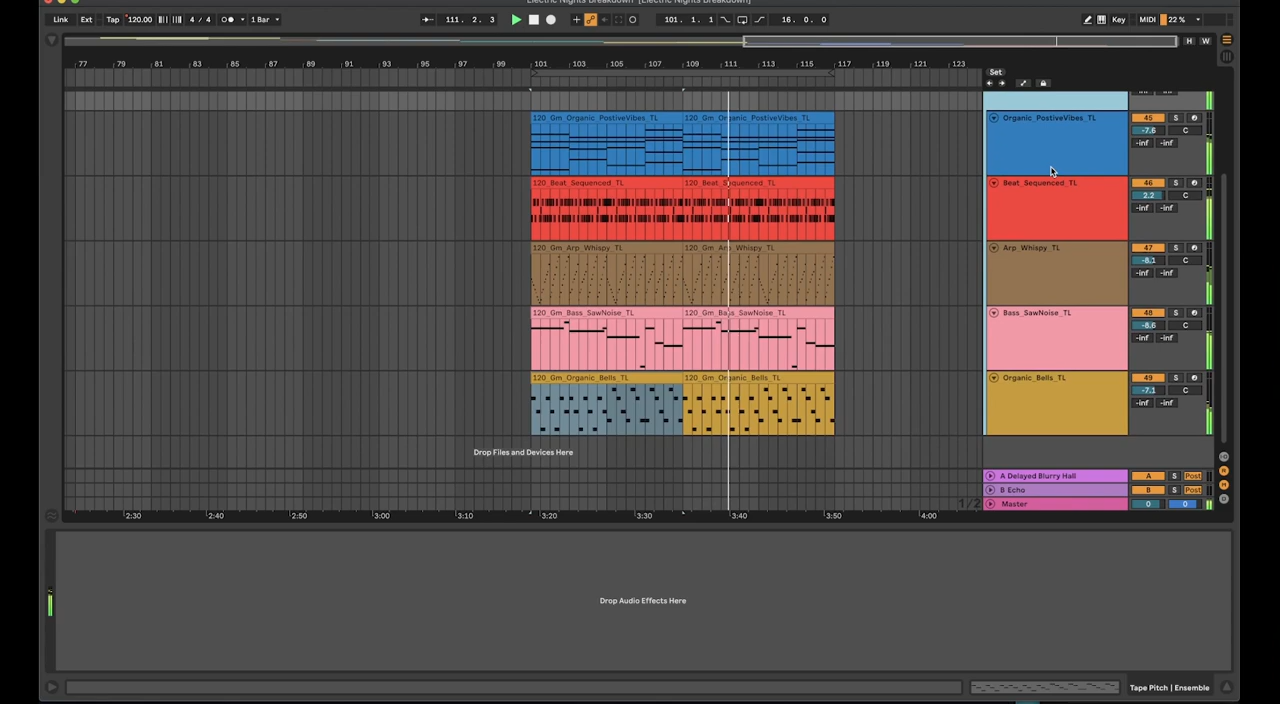 Electric Nights Breakdown [Electric Nights Breakdown]
Link Ext Tap 120.00 4 / 4 1 Bar 111. 2. 3 101. 1. 1 16. 0. 0 Key MIDI 22 %
H W
77 79 81 83 85 87 89 91 93 95 97 99 101 103 105 107 109 111 113 115 117 119 121 123
Set
-inf -inf
120_Gm_Organic_PostiveVibes_TL 120_Gm_Organic_PostiveVibes_TL Organic_PostiveVibes_TL 45 S
-7.6 C
-inf -inf
120_Beat_Sequenced_TL 120_Beat_Sequenced_TL Beat_Sequenced_TL 46 S
2.2 C
-inf -inf
120_Gm_Arp_Whispy_TL 120_Gm_Arp_Whispy_TL Arp_Whispy_TL 47 S
-8.1 C
-inf -inf
120_Gm_Bass_SawNoise_TL 120_Gm_Bass_SawNoise_TL Bass_SawNoise_TL 48 S
-6.6 C
-inf -inf
120_Gm_Organic_Bells_TL 120_Gm_Organic_Bells_TL Organic_Bells_TL 49 S
-7.1 C
-inf -inf
Drop Files and Devices Here
A Delayed Blurry Hall A S Post
B Echo B S Post
1/2 Master 0 0
2:30 2:40 2:50 3:00 3:10 3:20 3:30 3:40 3:50 4:00
Drop Audio Effects Here
Tape Pitch | Ensemble